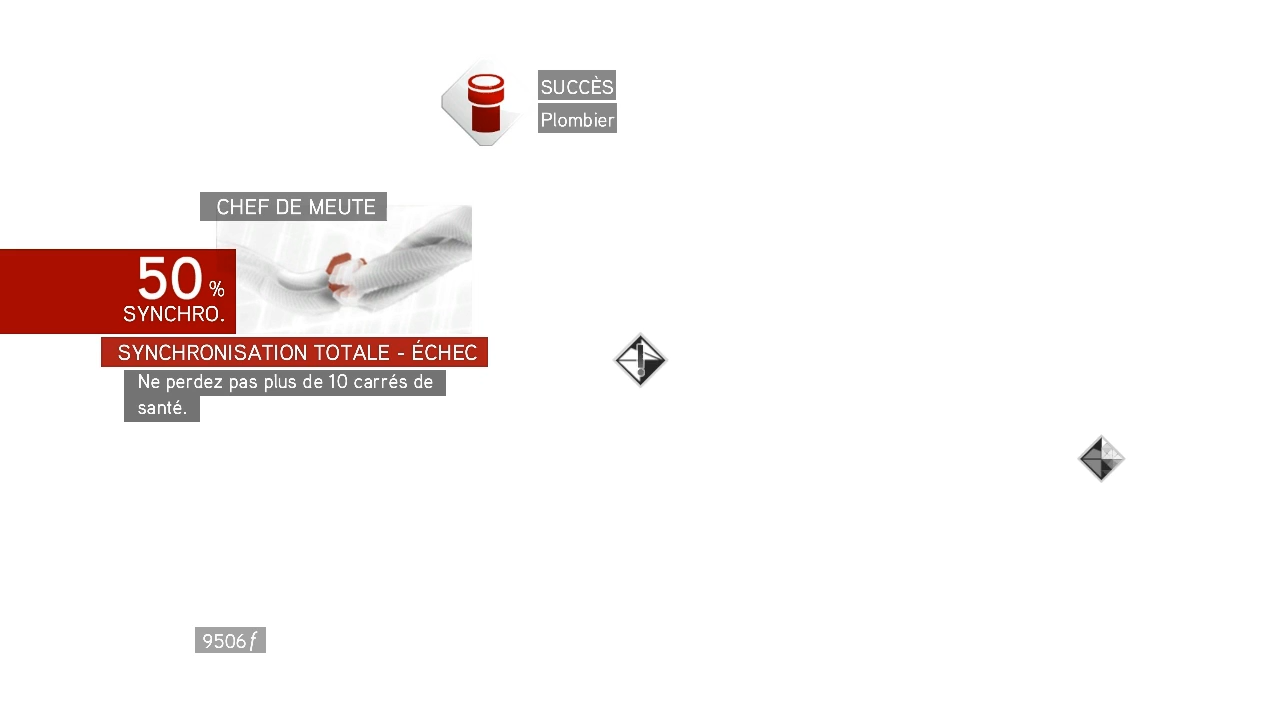 SUCCÈS
Plombier
CHEF DE MEUTE
50 %
SYNCHRO.
SYNCHRONISATION TOTALE - ÉCHEC
Ne perdez pas plus de 10 carrés de
santé.
9506 ƒ